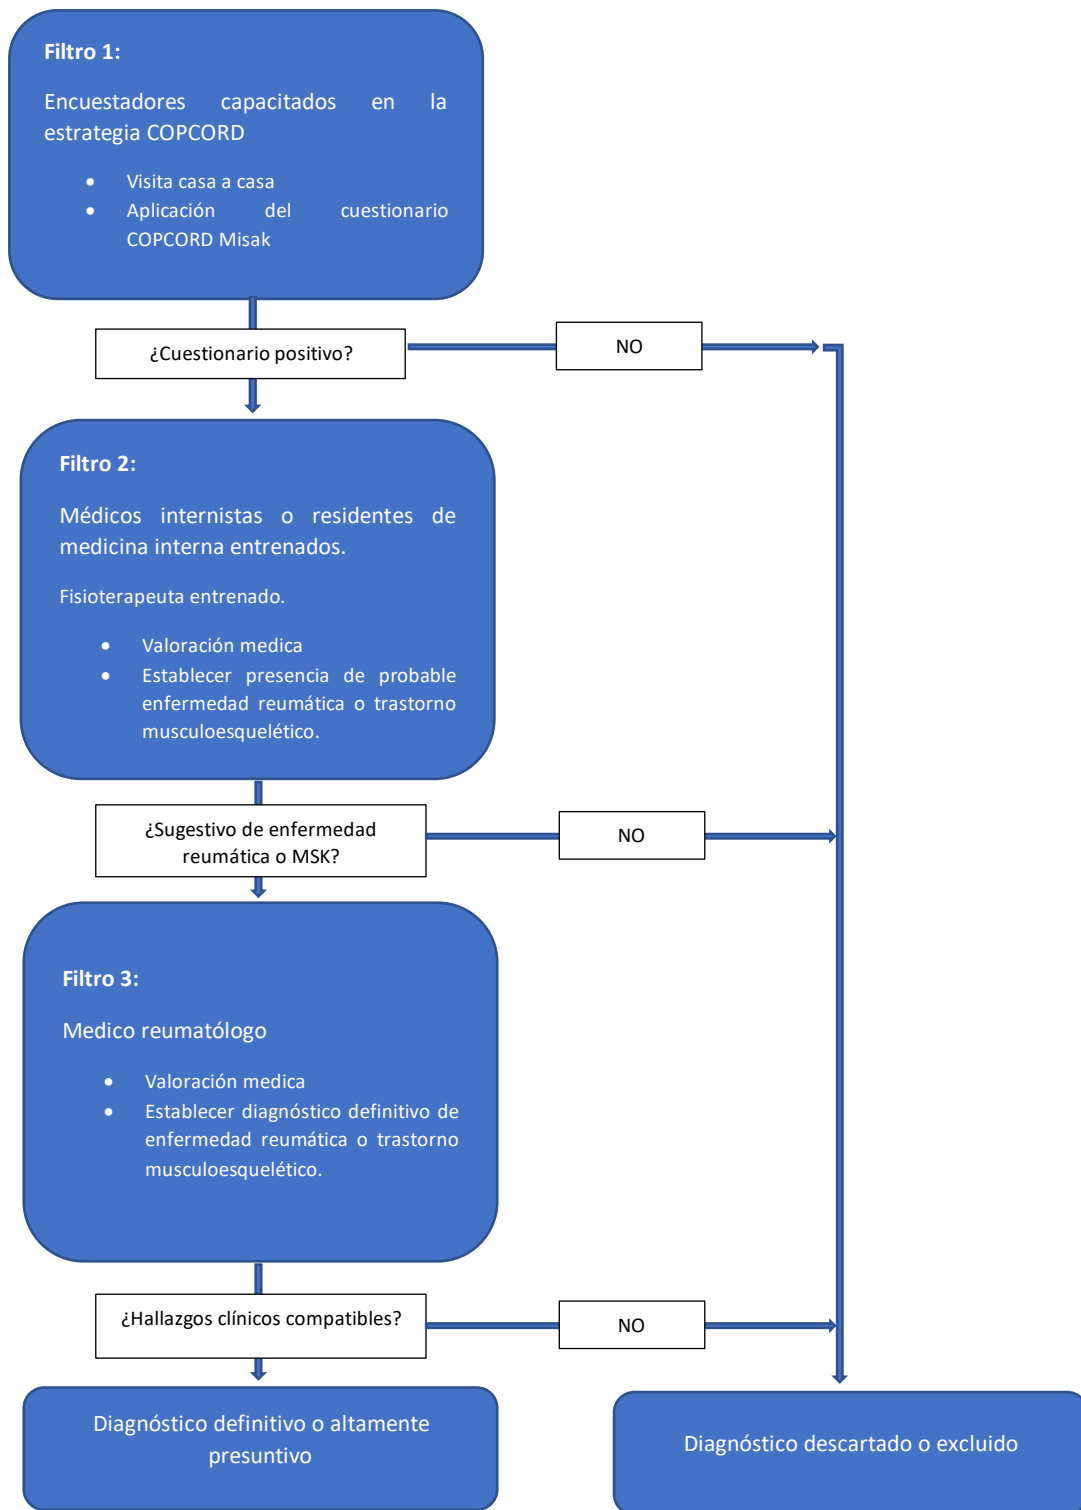 Filtro 1:
Encuestadores capacitados en la
estrategia COPCORD
• Visita casa a casa
• Aplicación del cuestionario
COPCORD Misak
¿Cuestionario positivo?
NO
Filtro 2:
Médicos internistas o residentes de
medicina interna entrenados.
Fisioterapeuta entrenado.
• Valoración medica
• Establecer presencia de probable
enfermedad reumática o trastorno
musculoesquelético.
¿Sugestivo de enfermedad
reumática o MSK?
NO
Filtro 3:
Medico reumatólogo
• Valoración medica
• Establecer diagnóstico definitivo de
enfermedad reumática o trastorno
musculoesquelético.
¿Hallazgos clínicos compatibles?
NO
Diagnóstico definitivo o altamente
presuntivo
Diagnóstico descartado o excluido